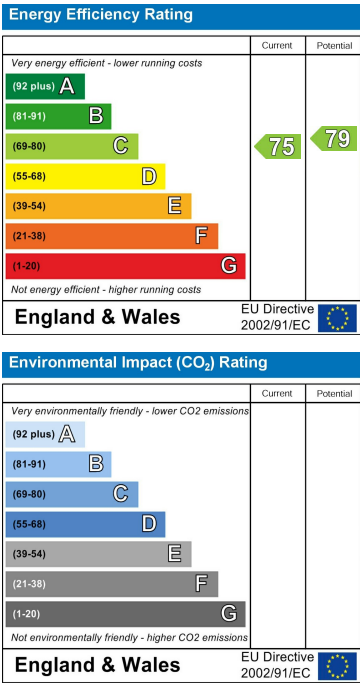 Energy Efficiency Rating
Current Potential
Very energy efficient - lower running costs
(92 plus) A
(81-91) B
(69-80) C
75 79
(55-68) D
(39-54) E
(21-38) F
(1-20) G
Not energy efficient - higher running costs
England & Wales
EU Directive
2002/91/EC
Environmental Impact (CO₂) Rating
Current Potential
Very environmentally friendly - lower CO2 emissions
(92 plus) A
(81-91) B
(69-80) C
(55-68) D
(39-54) E
(21-38) F
(1-20) G
Not environmentally friendly - higher CO2 emissions
England & Wales
EU Directive
2002/91/EC